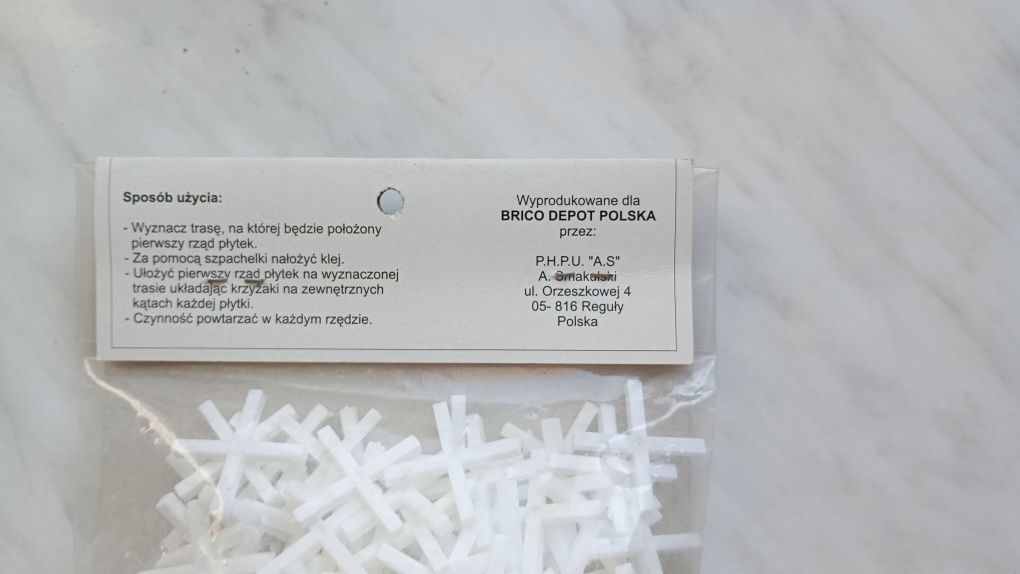 Sposób użycia:
- Wyznacz trasę, na której będzie położony
pierwszy rząd płytek.
- Za pomocą szpachelki nałożyć klej.
- Ułożyć pierwszy rząd płytek na wyznaczonej
trasie układając krzyżaki na zewnętrznych
kątach każdej płytki.
- Czynność powtarzać w każdym rzędzie.
Wyprodukowane dla
BRICO DEPOT POLSKA
przez:
P.H.P.U. "A.S"
A. Smakulski
ul. Orzeszkowej 4
05- 816 Reguły
Polska